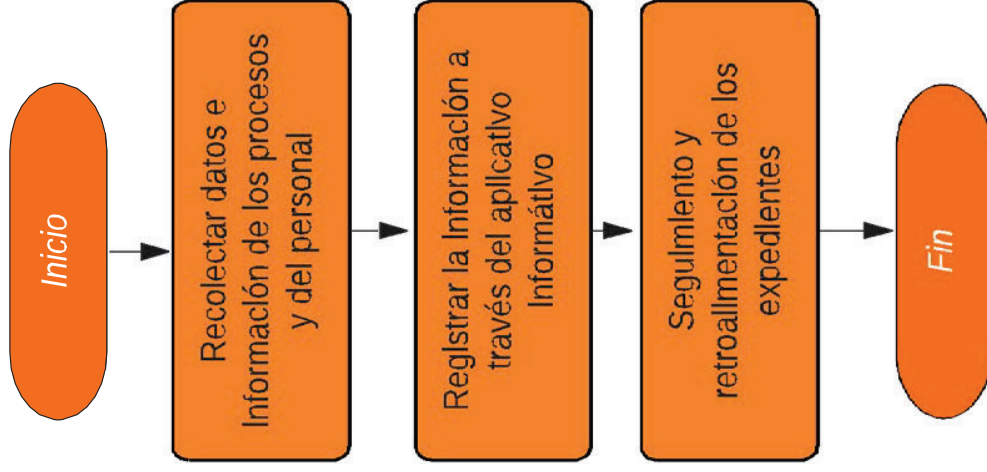 Inicio
Recolectar datos e
Información de los procesos
y del personal
Registrar la Información a
través del aplicativo
Informátivo
Seguimiento y
retroalimentación de los
expedientes
Fin